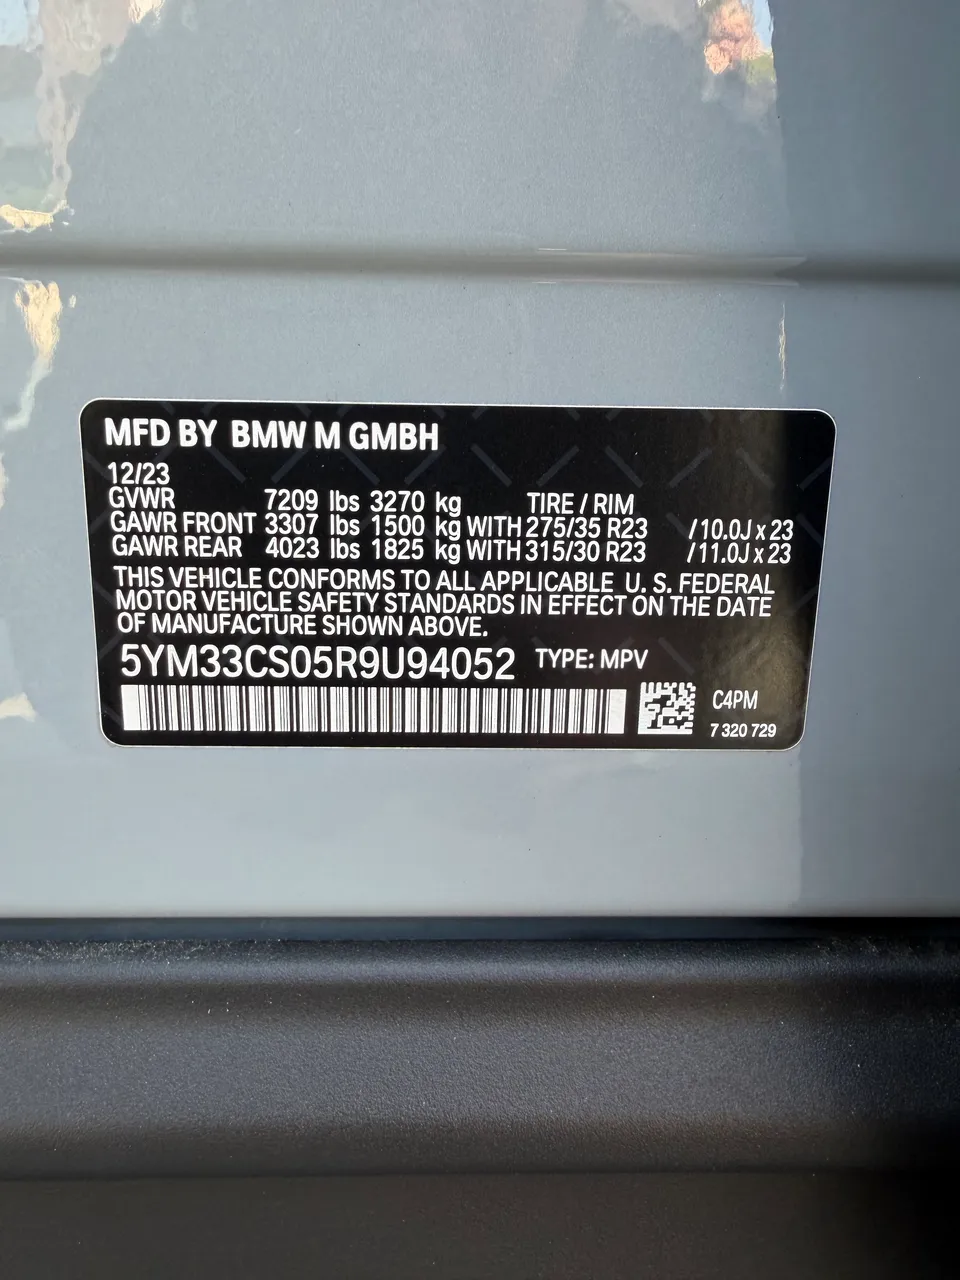 MFD BY BMW M GMBH
12/23
GVWR 7209 lbs 3270 kg TIRE / RIM
GAWR FRONT 3307 lbs 1500 kg WITH 275/35 R23 /10.0J x 23
GAWR REAR 4023 lbs 1825 kg WITH 315/30 R23 /11.0J x 23
THIS VEHICLE CONFORMS TO ALL APPLICABLE U. S. FEDERAL
MOTOR VEHICLE SAFETY STANDARDS IN EFFECT ON THE DATE
OF MANUFACTURE SHOWN ABOVE.
5YM33CS05R9U94052 TYPE: MPV
C4PM
7 320 729